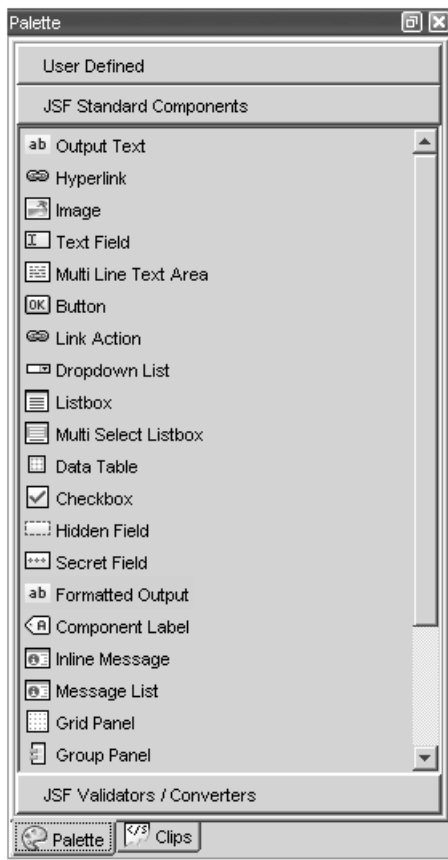 Palette
User Defined
JSF Standard Components
ab Output Text
Hyperlink
Image
Text Field
Multi Line Text Area
OK Button
Link Action
Dropdown List
Listbox
Multi Select Listbox
Data Table
Checkbox
Hidden Field
*** Secret Field
ab Formatted Output
A Component Label
Inline Message
Message List
Grid Panel
Group Panel
JSF Validators / Converters
Palette </s Clips